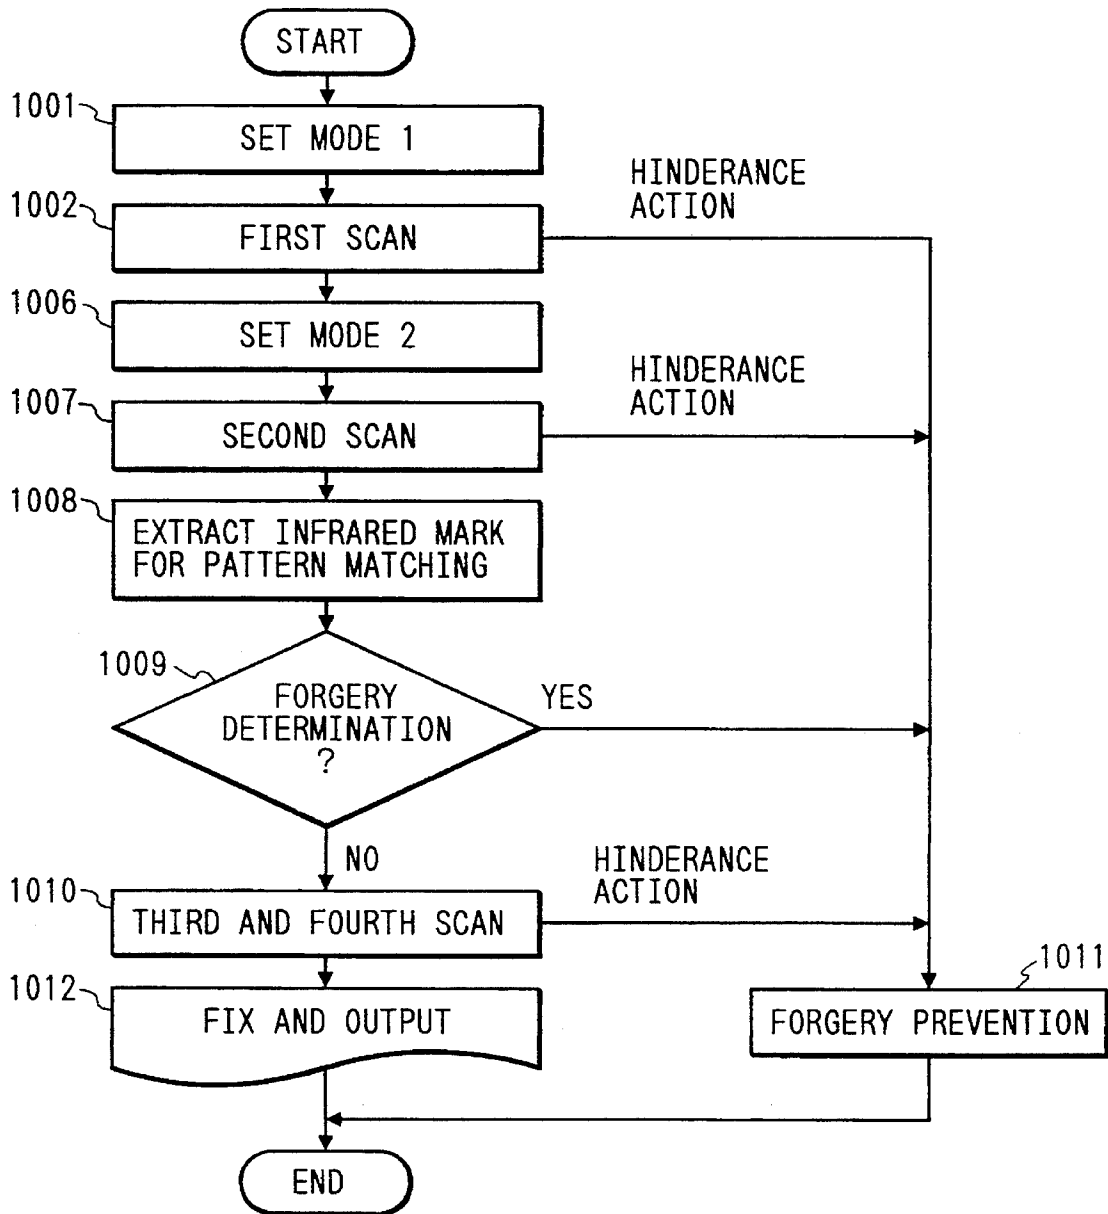 START
1001
SET MODE 1
1002
FIRST SCAN
HINDERANCE
ACTION
1006
SET MODE 2
1007
SECOND SCAN
HINDERANCE
ACTION
1008
EXTRACT INFRARED MARK
FOR PATTERN MATCHING
1009
FORGERY
DETERMINATION
?
YES
NO
1010
THIRD AND FOURTH SCAN
HINDERANCE
ACTION
1012
FIX AND OUTPUT
1011
FORGERY PREVENTION
END